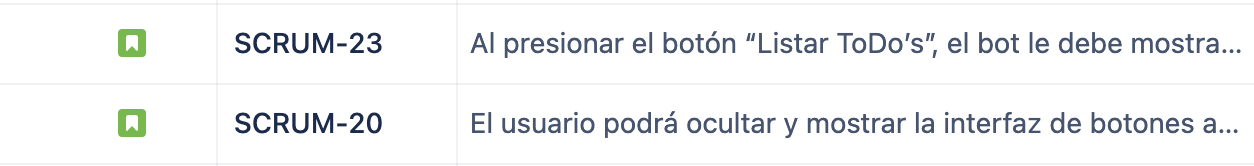 SCRUM-23 Al presionar el botón “Listar ToDo’s”, el bot le debe mostra...
SCRUM-20 El usuario podrá ocultar y mostrar la interfaz de botones a...